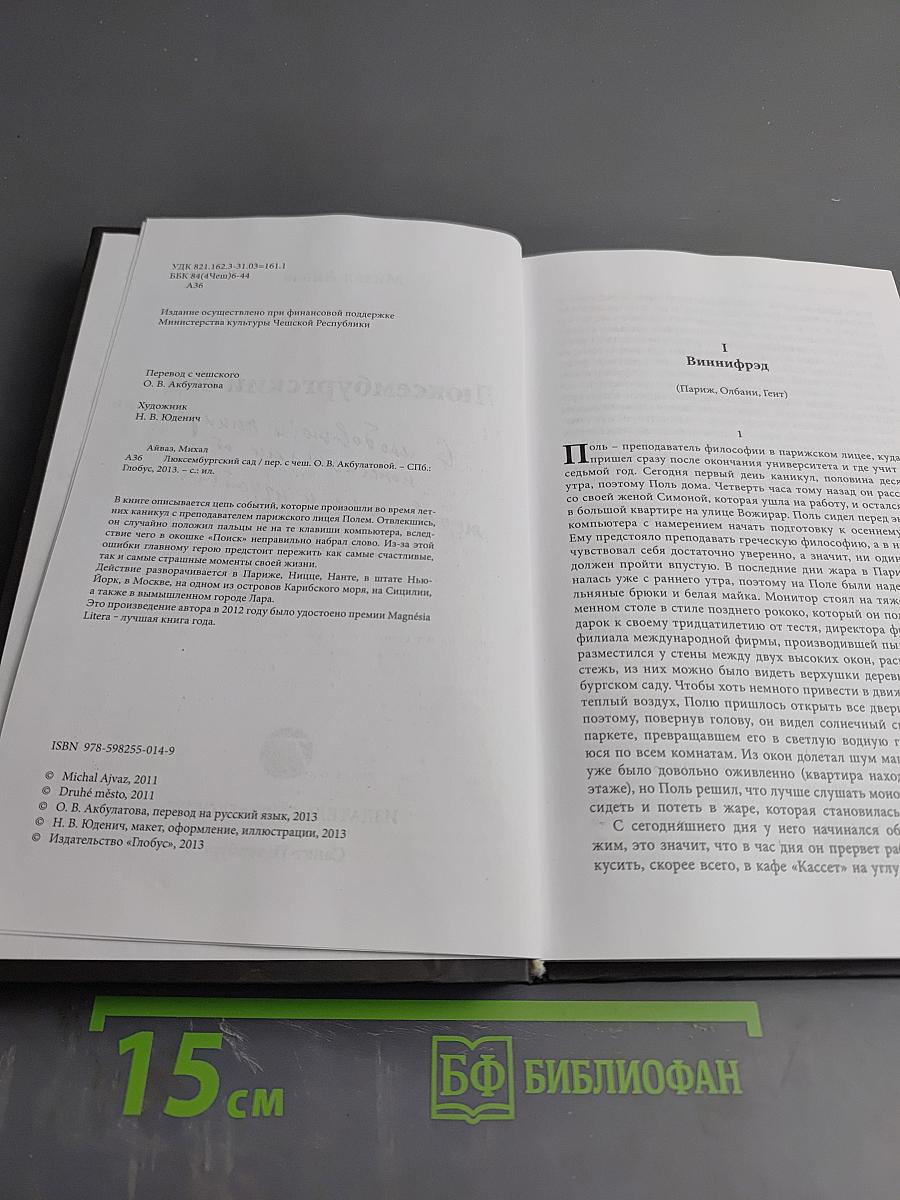 УДК 821.162.3-31.03=161.1
ББК 84(4Чеш)6-44
А36
Издание осуществлено при финансовой поддержке
Министерства культуры Чешской Республики
Перевод с чешского
О. В. Акбулатова
Художник
Н. В. Юденич
Айваз, Михал
А36 Люксембургский сад / пер. с чеш. О. В. Акбулатовой. – СПб.:
Глобус, 2013. – с.: ил.
В книге описывается цепь событий, которые произошли во время лет-
них каникул с преподавателем парижского лицея Полем. Отвлекшись,
он случайно положил пальцы не на те клавиши компьютера, вслед-
ствие чего в окошке «Поиск» неправильно набрал слово. Из-за этой
ошибки главному герою предстоит пережить как самые счастливые,
так и самые страшные моменты своей жизни.
Действие разворачивается в Париже, Ницце, Нанте, в штате Нью-
Йорк, в Москве, на одном из островов Карибского моря, на Сицилии,
а также в вымышленном городе Лара.
Это произведение автора в 2012 году было удостоено премии Magnésia
Litera – лучшая книга года.
ISBN 978-598255-014-9
© Michal Ajvaz, 2011
© Druhé město, 2011
© О. В. Акбулатова, перевод на русский язык, 2013
© Н. В. Юденич, макет, оформление, иллюстрации, 2013
© Издательство «Глобус», 2013
I
Виннифрэд
(Париж, Олбани, Гент)
1
Поль – преподаватель философии в парижском лицее, куда
пришел сразу после окончания университета и где учит
седьмой год. Сегодня первый день каникул, половина деся
утра, поэтому Поль дома. Четверть часа тому назад он расс
со своей женой Симоной, которая ушла на работу, и остался
в большой квартире на улице Вожирар. Поль сидел перед эк
компьютера с намерением начать подготовку к осеннему
Ему предстояло преподавать греческую философию, а в н
чувствовал себя достаточно уверенно, а значит, ни один
должен пройти впустую. В последние дни жара в Пари
налась уже с раннего утра, поэтому на Поле были наде
льняные брюки и белая майка. Монитор стоял на тяже
менном столе в стиле позднего рококо, который он пол
дарок к своему тридцатилетию от тестя, директора фр
филиала международной фирмы, производившей пы
разместился у стены между двух высоких окон, расп
стежь, из них можно было видеть верхушки дерев
бургском саду. Чтобы хоть немного привести в движ
теплый воздух, Полю пришлось открыть все двери
поэтому, повернув голову, он видел солнечный с
паркете, превращавшем его в светлую водную г
юся по всем комнатам. Из окон долетал шум маш
уже было довольно оживленно (квартира наход
этаже), но Поль решил, что лучше слушать моно
сидеть и потеть в жаре, которая становилась
С сегодняшнего дня у него начинался об
жим, это значит, что в час дня он прервет раб
кусить, скорее всего, в кафе «Кассет» на углу
15 см
БФ БИБЛИОФАН